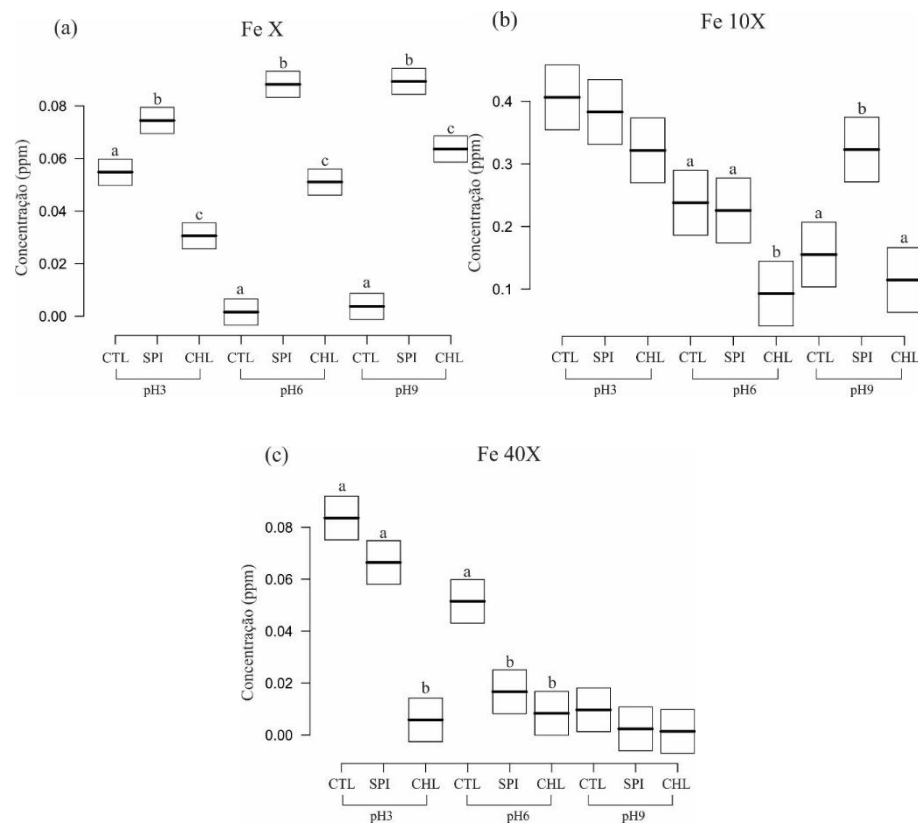 (a)
Fe X
Concentração (ppm)
0.08
0.06
0.04
0.02
0.00
a
b
c
a
b
c
a
b
c
CTL SPI CHL CTL SPI CHL CTL SPI CHL
pH3 pH6 pH9
(b)
Fe 10X
Concentração (ppm)
0.4
0.3
0.2
0.1
a
a
b
a
b
a
CTL SPI CHL CTL SPI CHL CTL SPI CHL
pH3 pH6 pH9
(c)
Fe 40X
Concentração (ppm)
0.08
0.06
0.04
0.02
0.00
a
a
b
a
b
b
CTL SPI CHL CTL SPI CHL CTL SPI CHL
pH3 pH6 pH9